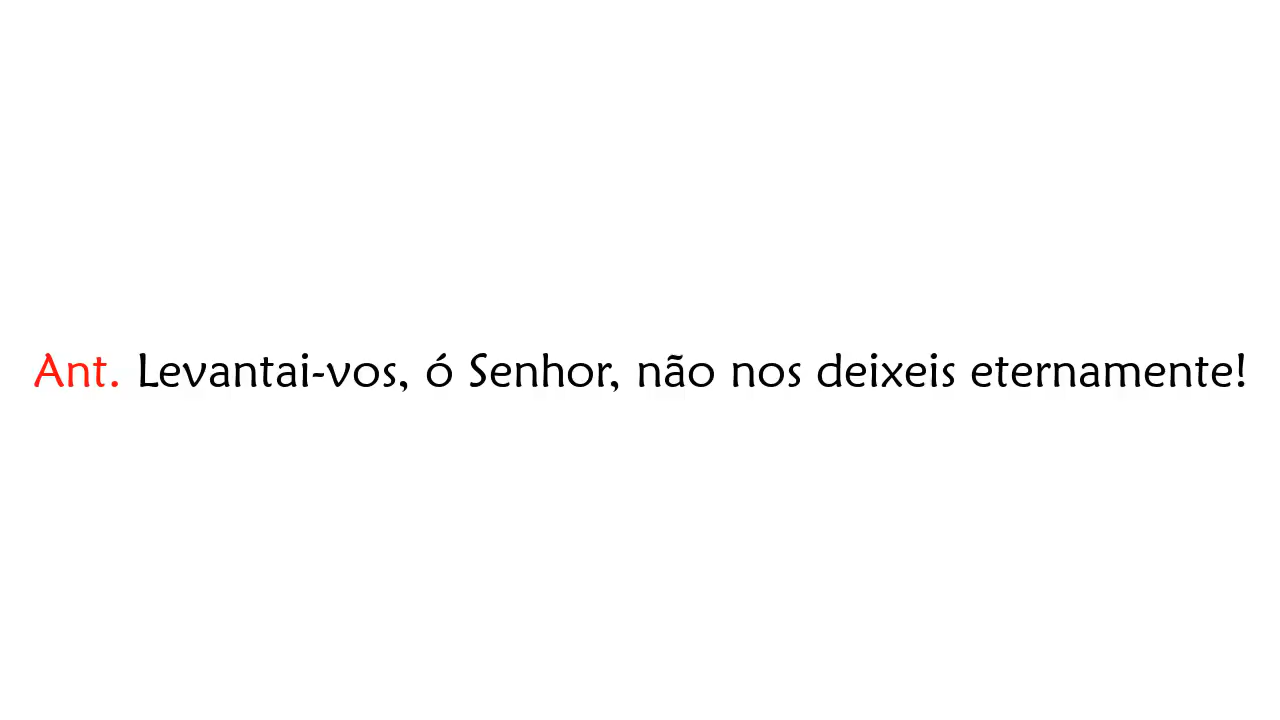 Ant. Levantai-vos, ó Senhor, não nos deixeis eternamente!